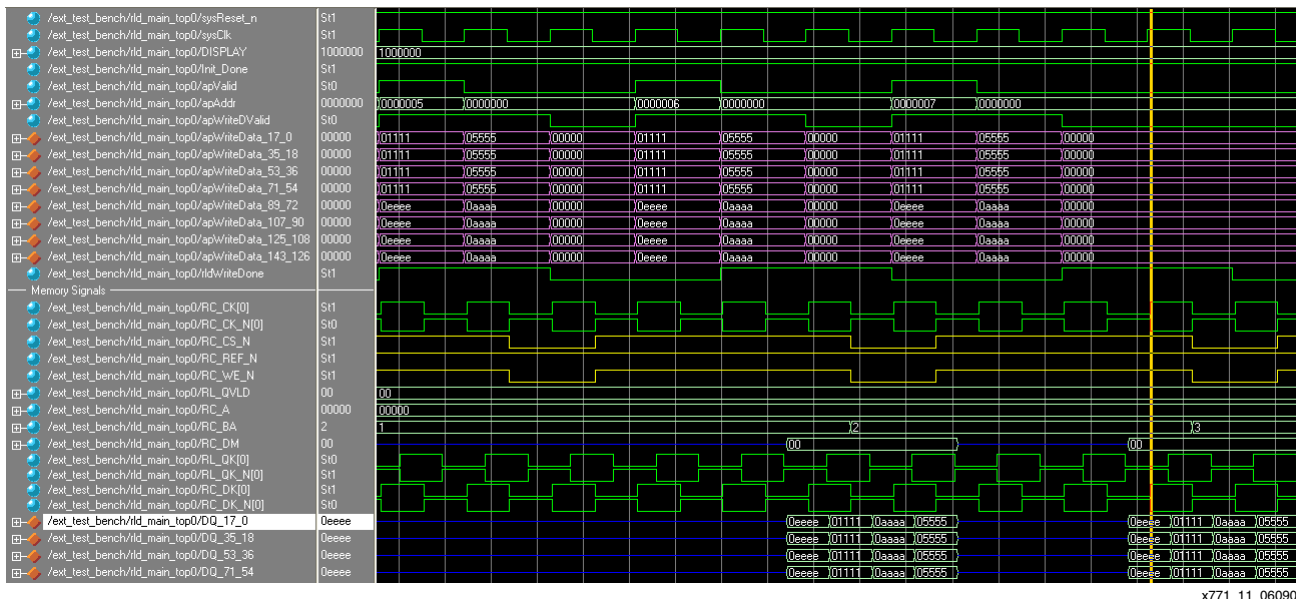 /ext_test_bench/rld_main_top0/sysReset_n St1
/ext_test_bench/rld_main_top0/sysClk St1
/ext_test_bench/rld_main_top0/DISPLAY 1000000 1000000
/ext_test_bench/rld_main_top0/Init_Done St1
/ext_test_bench/rld_main_top0/apValid St0
/ext_test_bench/rld_main_top0/apAddr 0000000 0000005 0000000 0000006 0000000 0000007 0000000
/ext_test_bench/rld_main_top0/apWriteDValid St0
/ext_test_bench/rld_main_top0/apWriteData_17_0 00000 01111 05555 00000 01111 05555 00000 01111 05555 00000
/ext_test_bench/rld_main_top0/apWriteData_35_18 00000 01111 05555 00000 01111 05555 00000 01111 05555 00000
/ext_test_bench/rld_main_top0/apWriteData_53_36 00000 01111 05555 00000 01111 05555 00000 01111 05555 00000
/ext_test_bench/rld_main_top0/apWriteData_71_54 00000 01111 05555 00000 01111 05555 00000 01111 05555 00000
/ext_test_bench/rld_main_top0/apWriteData_89_72 00000 0eeee 0aaaa 00000 0eeee 0aaaa 00000 0eeee 0aaaa 00000
/ext_test_bench/rld_main_top0/apWriteData_107_90 00000 0eeee 0aaaa 00000 0eeee 0aaaa 00000 0eeee 0aaaa 00000
/ext_test_bench/rld_main_top0/apWriteData_125_108 00000 0eeee 0aaaa 00000 0eeee 0aaaa 00000 0eeee 0aaaa 00000
/ext_test_bench/rld_main_top0/apWriteData_143_126 00000 0eeee 0aaaa 00000 0eeee 0aaaa 00000 0eeee 0aaaa 00000
/ext_test_bench/rld_main_top0/rldWriteDone St1
Memory Signals
/ext_test_bench/rld_main_top0/RC_CK[0] St1
/ext_test_bench/rld_main_top0/RC_CK_N[0] St0
/ext_test_bench/rld_main_top0/RC_CS_N St1
/ext_test_bench/rld_main_top0/RC_REF_N St1
/ext_test_bench/rld_main_top0/RC_WE_N St1
/ext_test_bench/rld_main_top0/RL_QVLD 00 00
/ext_test_bench/rld_main_top0/RC_A 00000 00000
/ext_test_bench/rld_main_top0/RC_BA 2 1 2 3
/ext_test_bench/rld_main_top0/RC_DM 00 00 00
/ext_test_bench/rld_main_top0/RL_QK[0] St0
/ext_test_bench/rld_main_top0/RL_QK_N[0] St1
/ext_test_bench/rld_main_top0/RC_DK[0] St1
/ext_test_bench/rld_main_top0/RC_DK_N[0] St0
/ext_test_bench/rld_main_top0/DQ_17_0 0eeee 0eeee 01111 0aaaa 05555 0eeee 01111 0aaaa 05555
/ext_test_bench/rld_main_top0/DQ_35_18 0eeee 0eeee 01111 0aaaa 05555 0eeee 01111 0aaaa 05555
/ext_test_bench/rld_main_top0/DQ_53_36 0eeee 0eeee 01111 0aaaa 05555 0eeee 01111 0aaaa 05555
/ext_test_bench/rld_main_top0/DQ_71_54 0eeee 0eeee 01111 0aaaa 05555 0eeee 01111 0aaaa 05555